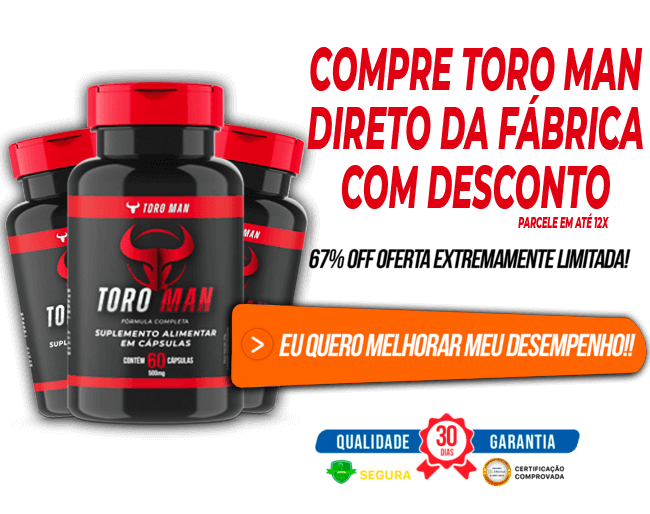 COMPRE TORO MAN
DIRETO DA FÁBRICA
COM DESCONTO
PARCELE EM ATÉ 12X
67% OFF OFERTA EXTREMAMENTE LIMITADA!
> EU QUERO MELHORAR MEU DESEMPENHO!!
TORO MAN
TORO MAN
FÓRMULA COMPLETA
SUPLEMENTO ALIMENTAR
EM CÁPSULAS
CONTÉM 60 CÁPSULAS
500mg
QUALIDADE 30 DIAS GARANTIA
SEGURA
CERTIFICAÇÃO
COMPROVADA